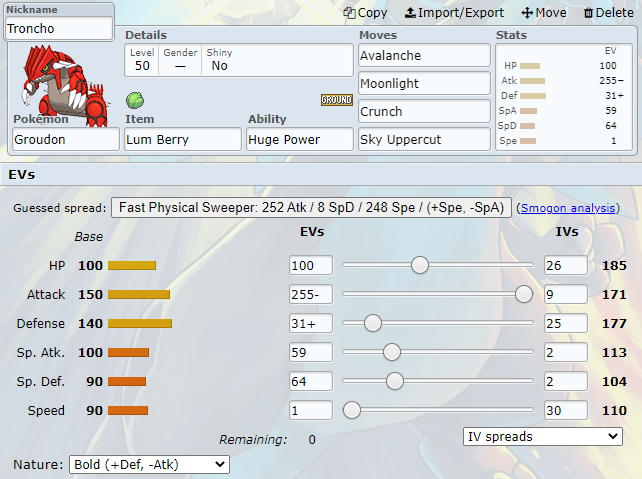 Nickname
Troncho
Copy Import/Export Move Delete
Details
Level Gender Shiny
50 — No
Moves
Avalanche
Moonlight
Crunch
Sky Uppercut
Stats
EV
HP 100
Atk 255−
Def 31+
SpA 59
SpD 64
Spe 1
GROUND
Pokémon Item Ability
Groudon Lum Berry Huge Power
EVs
Guessed spread: Fast Physical Sweeper: 252 Atk / 8 SpD / 248 Spe / (+Spe, -SpA) (Smogon analysis)
Base EVs IVs
HP 100 100 26 185
Attack 150 255- 9 171
Defense 140 31+ 25 177
Sp. Atk. 100 59 2 113
Sp. Def. 90 64 2 104
Speed 90 1 30 110
Remaining: 0 IV spreads
Nature: Bold (+Def, -Atk)